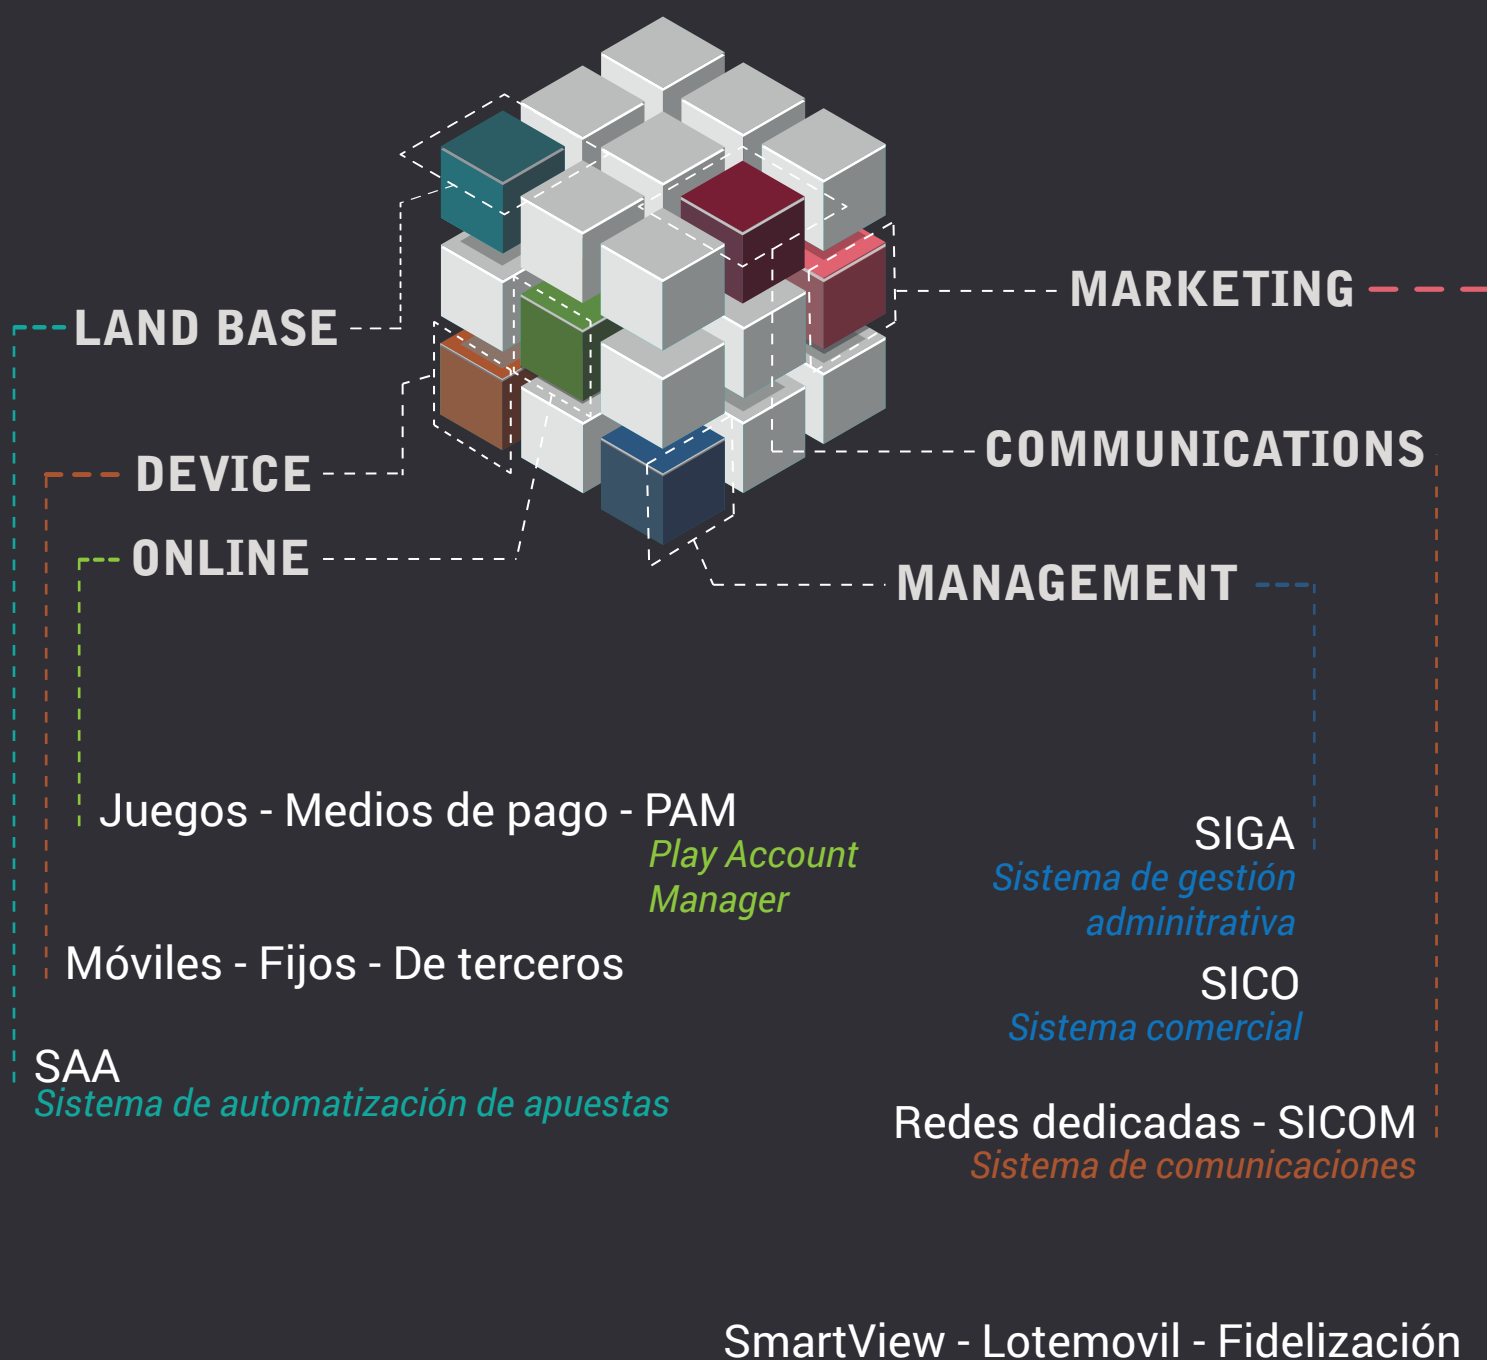 MARKETING
LAND BASE
COMMUNICATIONS
DEVICE
ONLINE
MANAGEMENT
Juegos - Medios de pago - PAM
Play Account
Manager
SIGA
Sistema de gestión
adminitrativa
Móviles - Fijos - De terceros
SICO
Sistema comercial
SAA
Sistema de automatización de apuestas
Redes dedicadas - SICOM
Sistema de comunicaciones
SmartView - Lotemovil - Fidelización